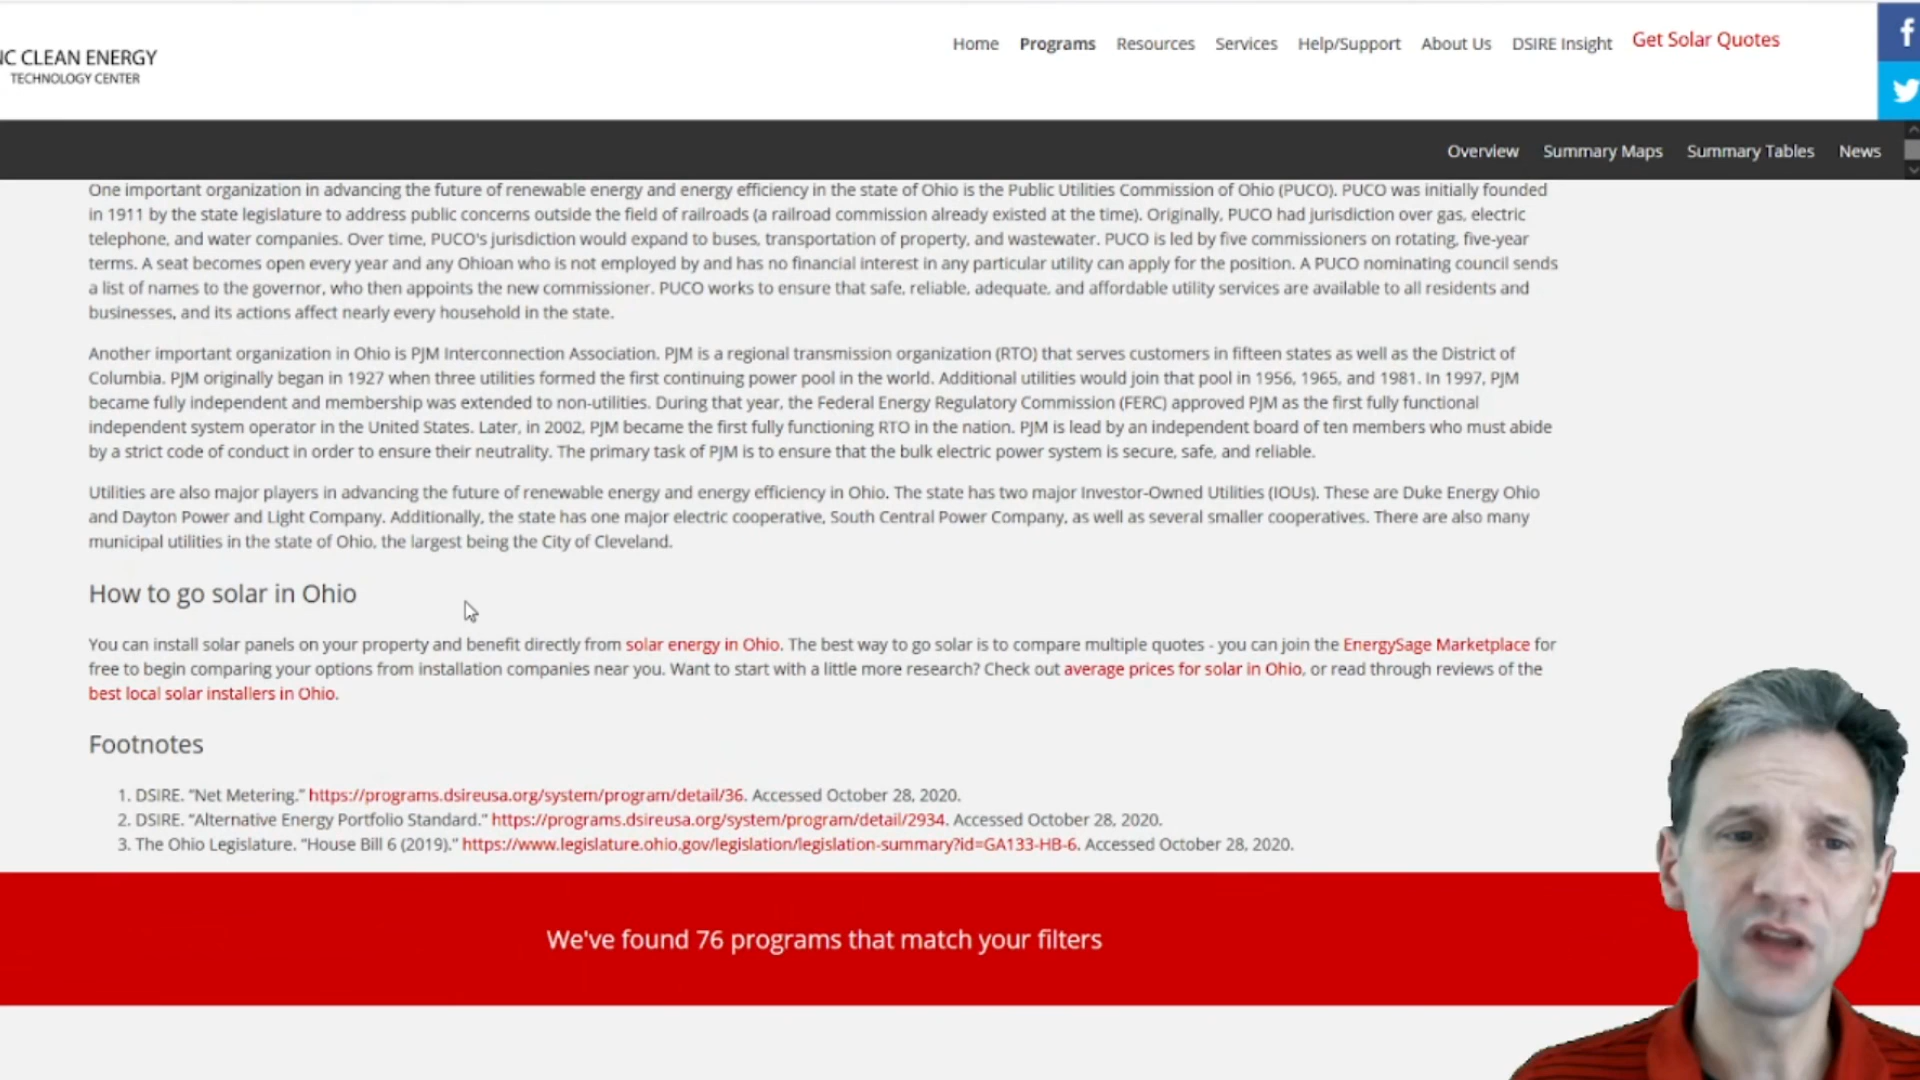 NC CLEAN ENERGY
TECHNOLOGY CENTER
Home Programs Resources Services Help/Support About Us DSIRE Insight Get Solar Quotes
Overview Summary Maps Summary Tables News
One important organization in advancing the future of renewable energy and energy efficiency in the state of Ohio is the Public Utilities Commission of Ohio (PUCO). PUCO was initially founded
in 1911 by the state legislature to address public concerns outside the field of railroads (a railroad commission already existed at the time). Originally, PUCO had jurisdiction over gas, electric
telephone, and water companies. Over time, PUCO's jurisdiction would expand to buses, transportation of property, and wastewater. PUCO is led by five commissioners on rotating, five-year
terms. A seat becomes open every year and any Ohioan who is not employed by and has no financial interest in any particular utility can apply for the position. A PUCO nominating council sends
a list of names to the governor, who then appoints the new commissioner. PUCO works to ensure that safe, reliable, adequate, and affordable utility services are available to all residents and
businesses, and its actions affect nearly every household in the state.
Another important organization in Ohio is PJM Interconnection Association. PJM is a regional transmission organization (RTO) that serves customers in fifteen states as well as the District of
Columbia. PJM originally began in 1927 when three utilities formed the first continuing power pool in the world. Additional utilities would join that pool in 1956, 1965, and 1981. In 1997, PJM
became fully independent and membership was extended to non-utilities. During that year, the Federal Energy Regulatory Commission (FERC) approved PJM as the first fully functional
independent system operator in the United States. Later, in 2002, PJM became the first fully functioning RTO in the nation. PJM is lead by an independent board of ten members who must abide
by a strict code of conduct in order to ensure their neutrality. The primary task of PJM is to ensure that the bulk electric power system is secure, safe, and reliable.
Utilities are also major players in advancing the future of renewable energy and energy efficiency in Ohio. The state has two major Investor-Owned Utilities (IOUs). These are Duke Energy Ohio
and Dayton Power and Light Company. Additionally, the state has one major electric cooperative, South Central Power Company, as well as several smaller cooperatives. There are also many
municipal utilities in the state of Ohio, the largest being the City of Cleveland.
How to go solar in Ohio
You can install solar panels on your property and benefit directly from solar energy in Ohio. The best way to go solar is to compare multiple quotes - you can join the EnergySage Marketplace for
free to begin comparing your options from installation companies near you. Want to start with a little more research? Check out average prices for solar in Ohio, or read through reviews of the
best local solar installers in Ohio.
Footnotes
1. DSIRE. "Net Metering." https://programs.dsireusa.org/system/program/detail/36. Accessed October 28, 2020.
2. DSIRE. "Alternative Energy Portfolio Standard." https://programs.dsireusa.org/system/program/detail/2934. Accessed October 28, 2020.
3. The Ohio Legislature. "House Bill 6 (2019)." https://www.legislature.ohio.gov/legislation/legislation-summary?id=GA133-HB-6. Accessed October 28, 2020.
We've found 76 programs that match your filters